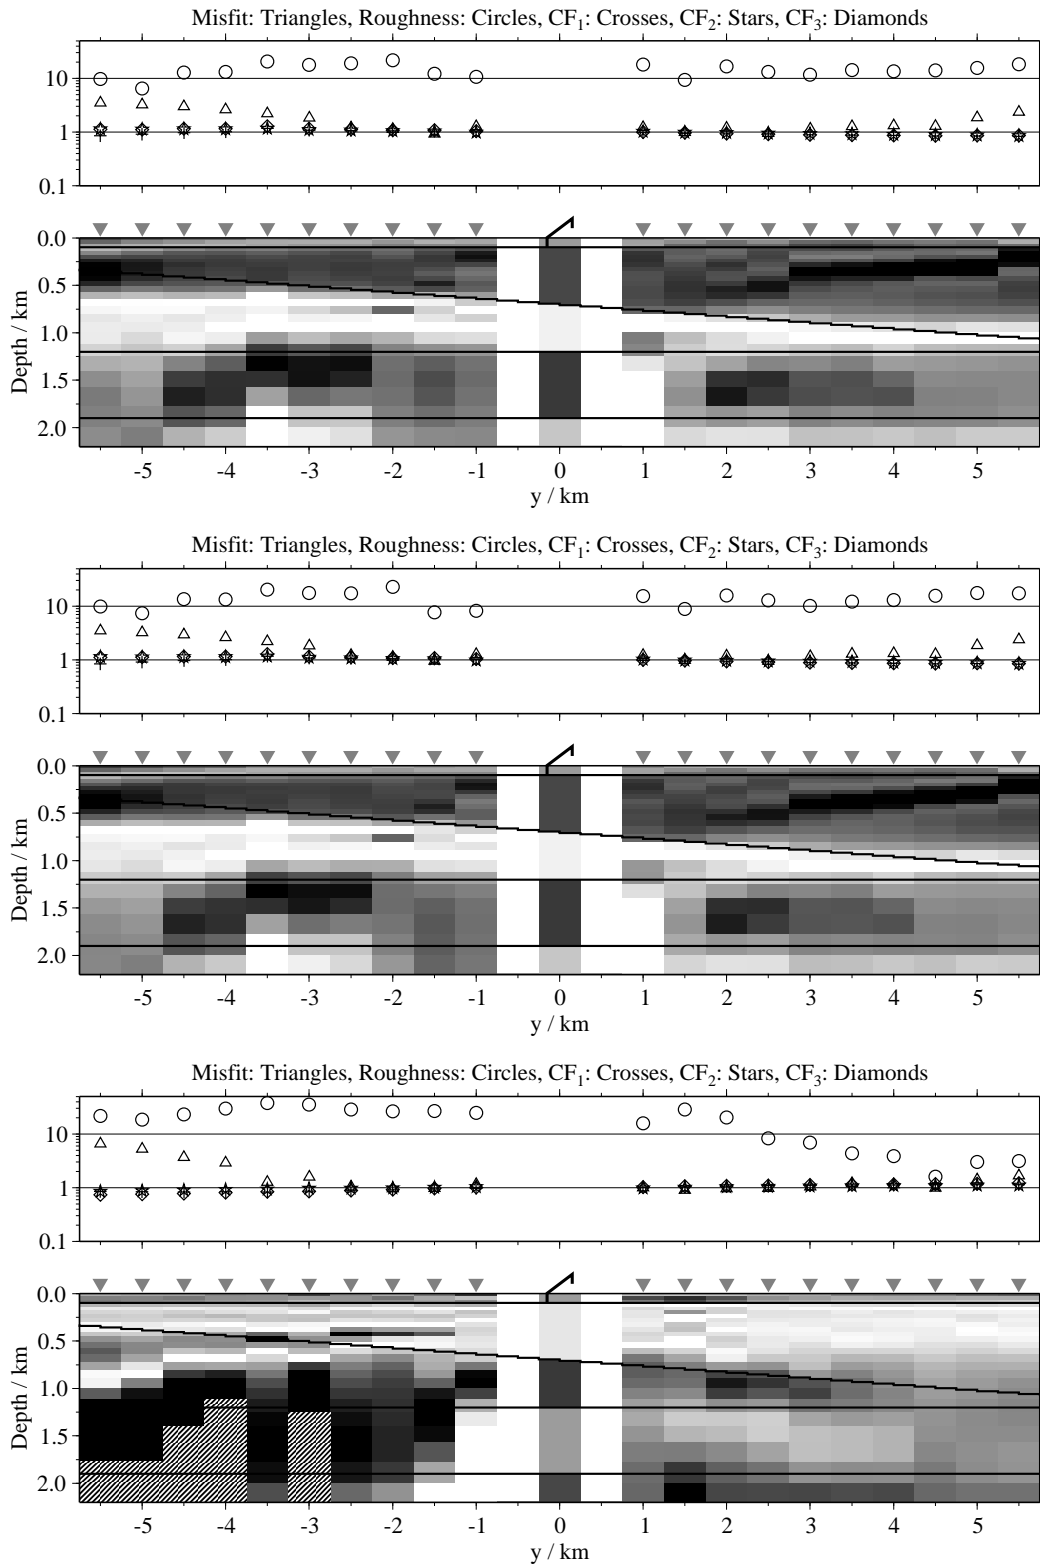 Misfit: Triangles, Roughness: Circles, CF₁: Crosses, CF₂: Stars, CF₃: Diamonds
10
1
0.1
0.0
0.5
1.0
1.5
2.0
Depth / km
-5 -4 -3 -2 -1 0 1 2 3 4 5
y / km
Misfit: Triangles, Roughness: Circles, CF₁: Crosses, CF₂: Stars, CF₃: Diamonds
10
1
0.1
0.0
0.5
1.0
1.5
2.0
Depth / km
-5 -4 -3 -2 -1 0 1 2 3 4 5
y / km
Misfit: Triangles, Roughness: Circles, CF₁: Crosses, CF₂: Stars, CF₃: Diamonds
10
1
0.1
0.0
0.5
1.0
1.5
2.0
Depth / km
-5 -4 -3 -2 -1 0 1 2 3 4 5
y / km